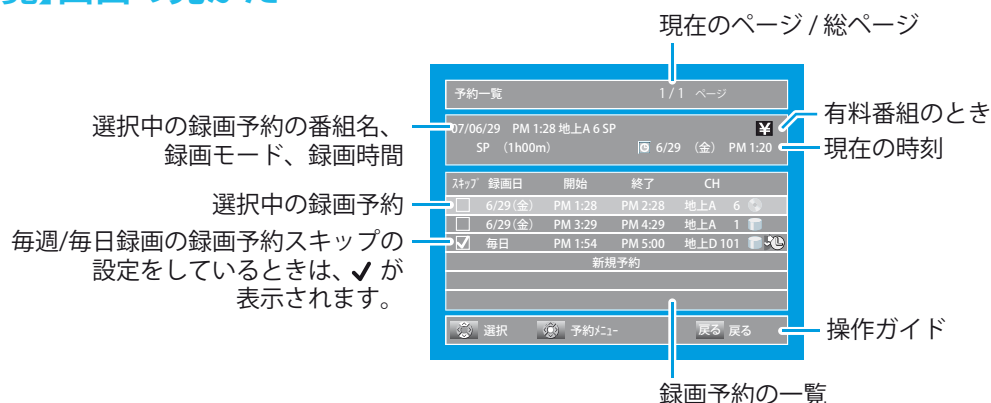 現在のページ / 総ページ
予約一覧 1/1 ページ
07/06/29 PM 1:28 地上A 6 SP ¥
SP (1h00m) 6/29 (金) PM 1:20
有料番組のとき
現在の時刻
選択中の録画予約の番組名、
録画モード、録画時間
スキップ 録画日 開始 終了 CH
6/29(金) PM 1:28 PM 2:28 地上A 6
6/29(金) PM 3:29 PM 4:29 地上A 1
毎日 PM 1:54 PM 5:00 地上D 101
新規予約
選択中の録画予約
毎週/毎日録画の録画予約スキップの
設定をしているときは、✓ が
表示されます。
選択 予約メニュー 戻る 戻る
操作ガイド
録画予約の一覧